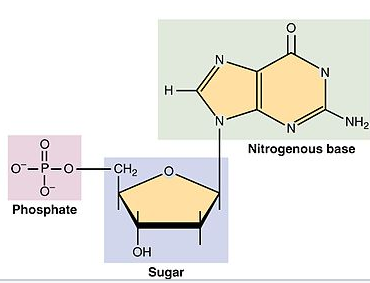 O
N
N
H
N
N
NH₂
Nitrogenous base
O
O⁻ P O
O⁻
Phosphate
CH₂
O
OH
Sugar